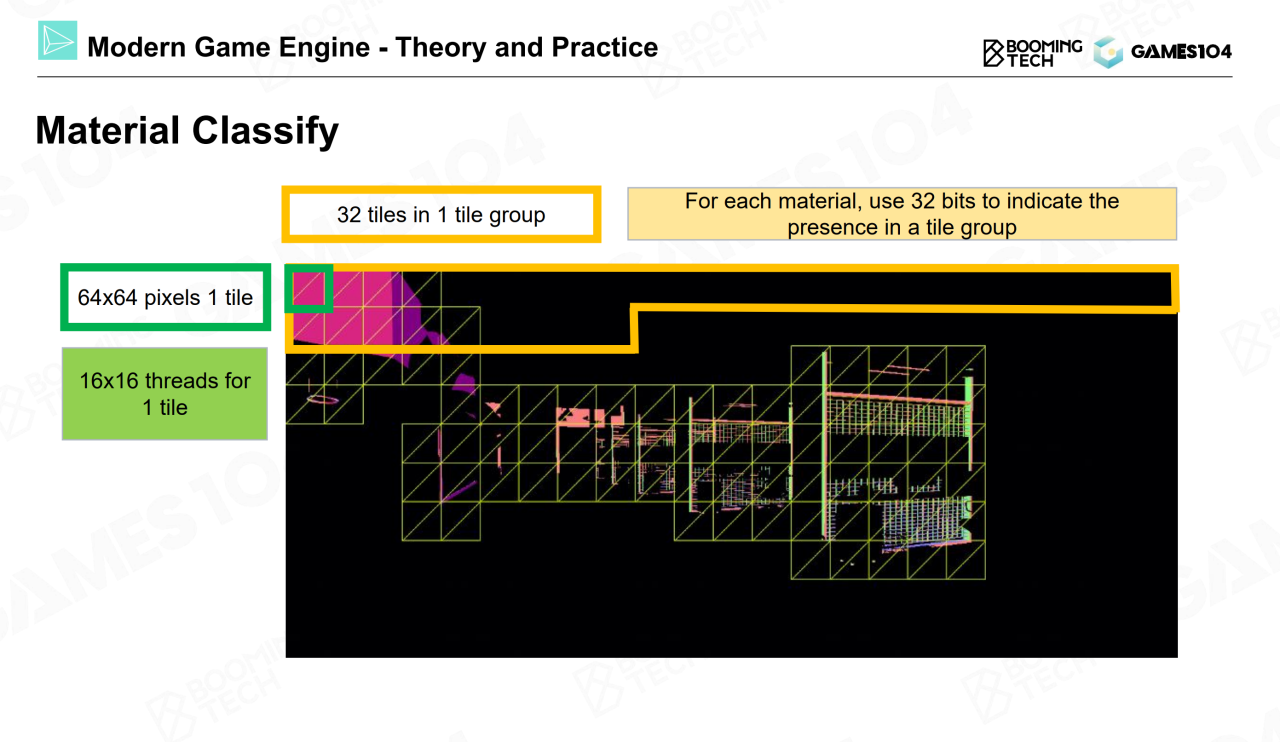 Modern Game Engine - Theory and Practice
BOOMING
TECH
GAMES104
Material Classify
32 tiles in 1 tile group
For each material, use 32 bits to indicate the
presence in a tile group
64x64 pixels 1 tile
16x16 threads for
1 tile